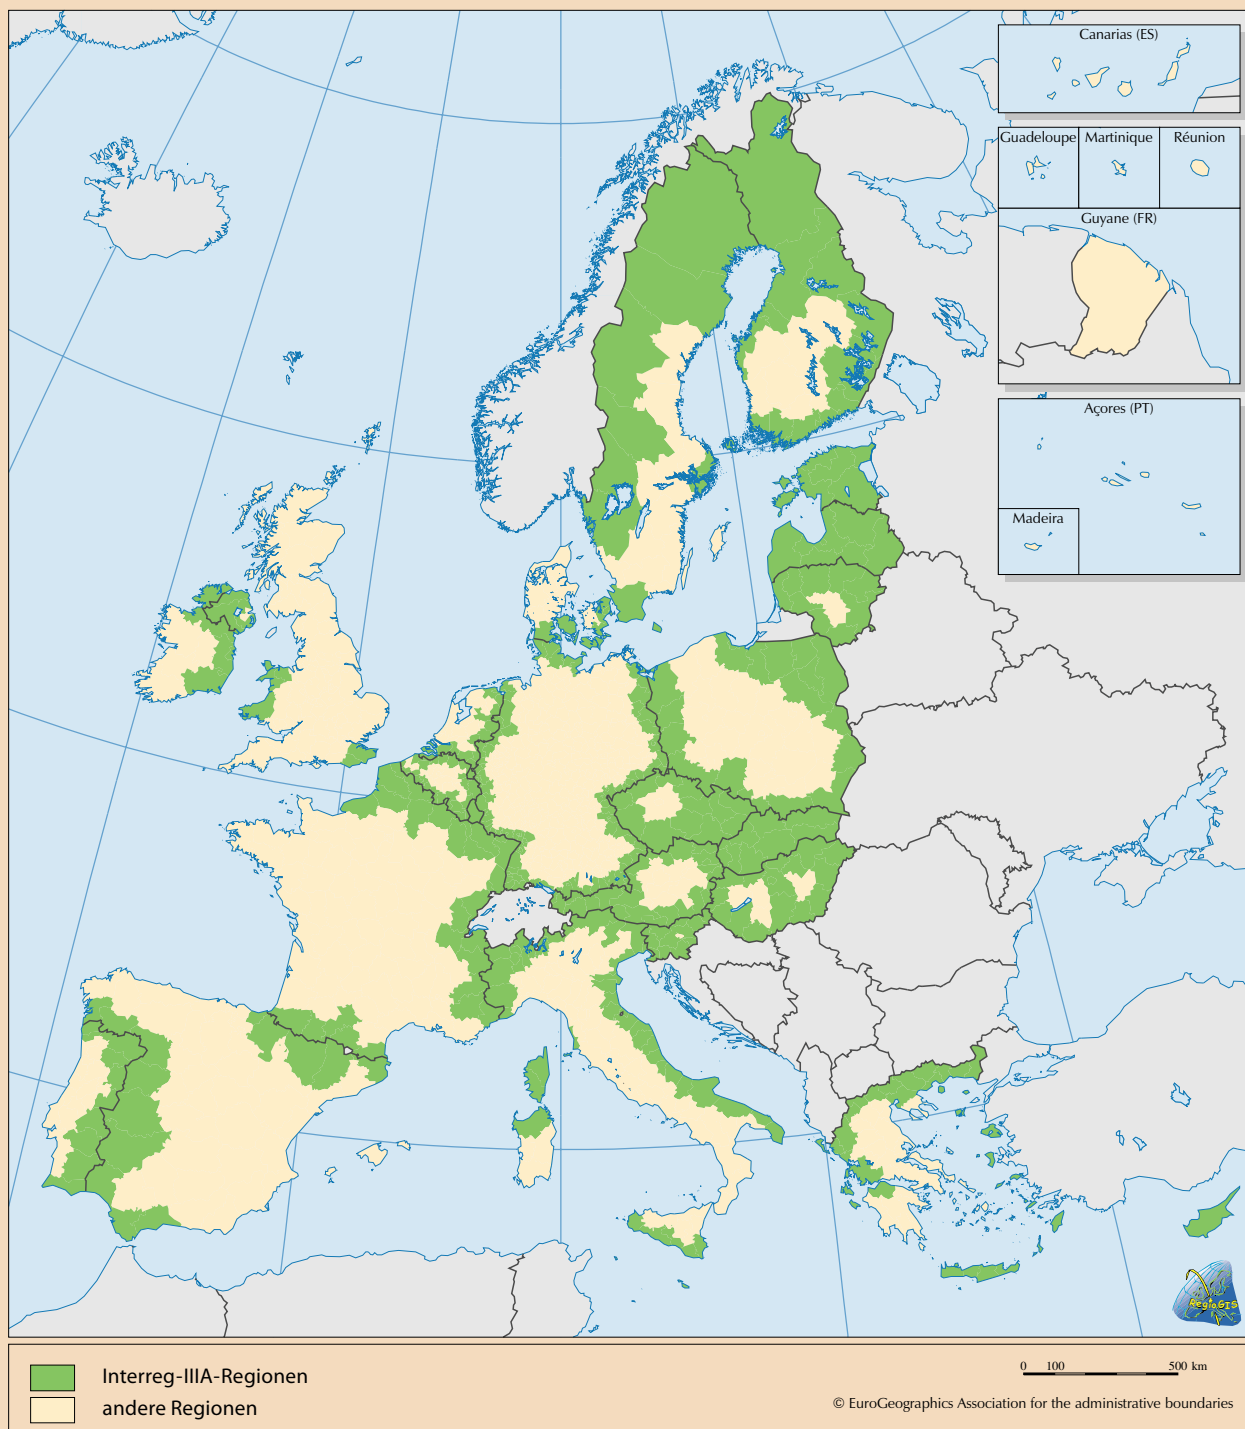 Canarias (ES)
Guadeloupe
Martinique
Réunion
Guyane (FR)
Açores (PT)
Madeira
RegioGIS
Interreg-IIIA-Regionen
andere Regionen
0 100 500 km
© EuroGeographics Association for the administrative boundaries